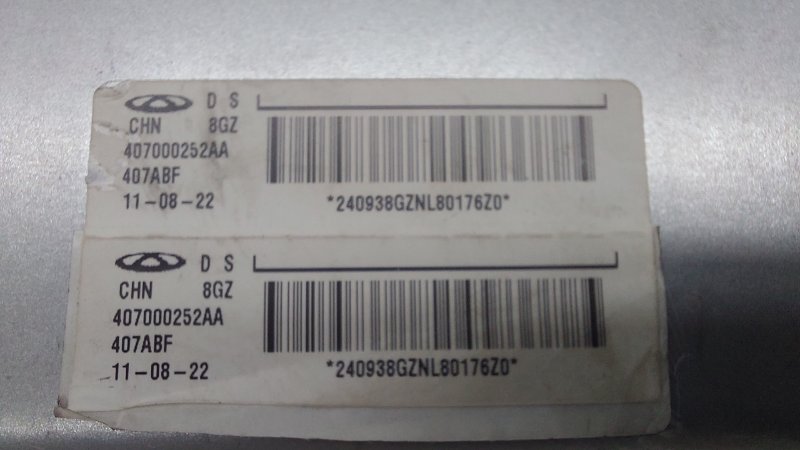 D S
CHN 8GZ
407000252AA
407ABF
11-08-22
*240938GZNL80176Z0*
D S
CHN 8GZ
407000252AA
407ABF
11-08-22
*240938GZNL80176Z0*